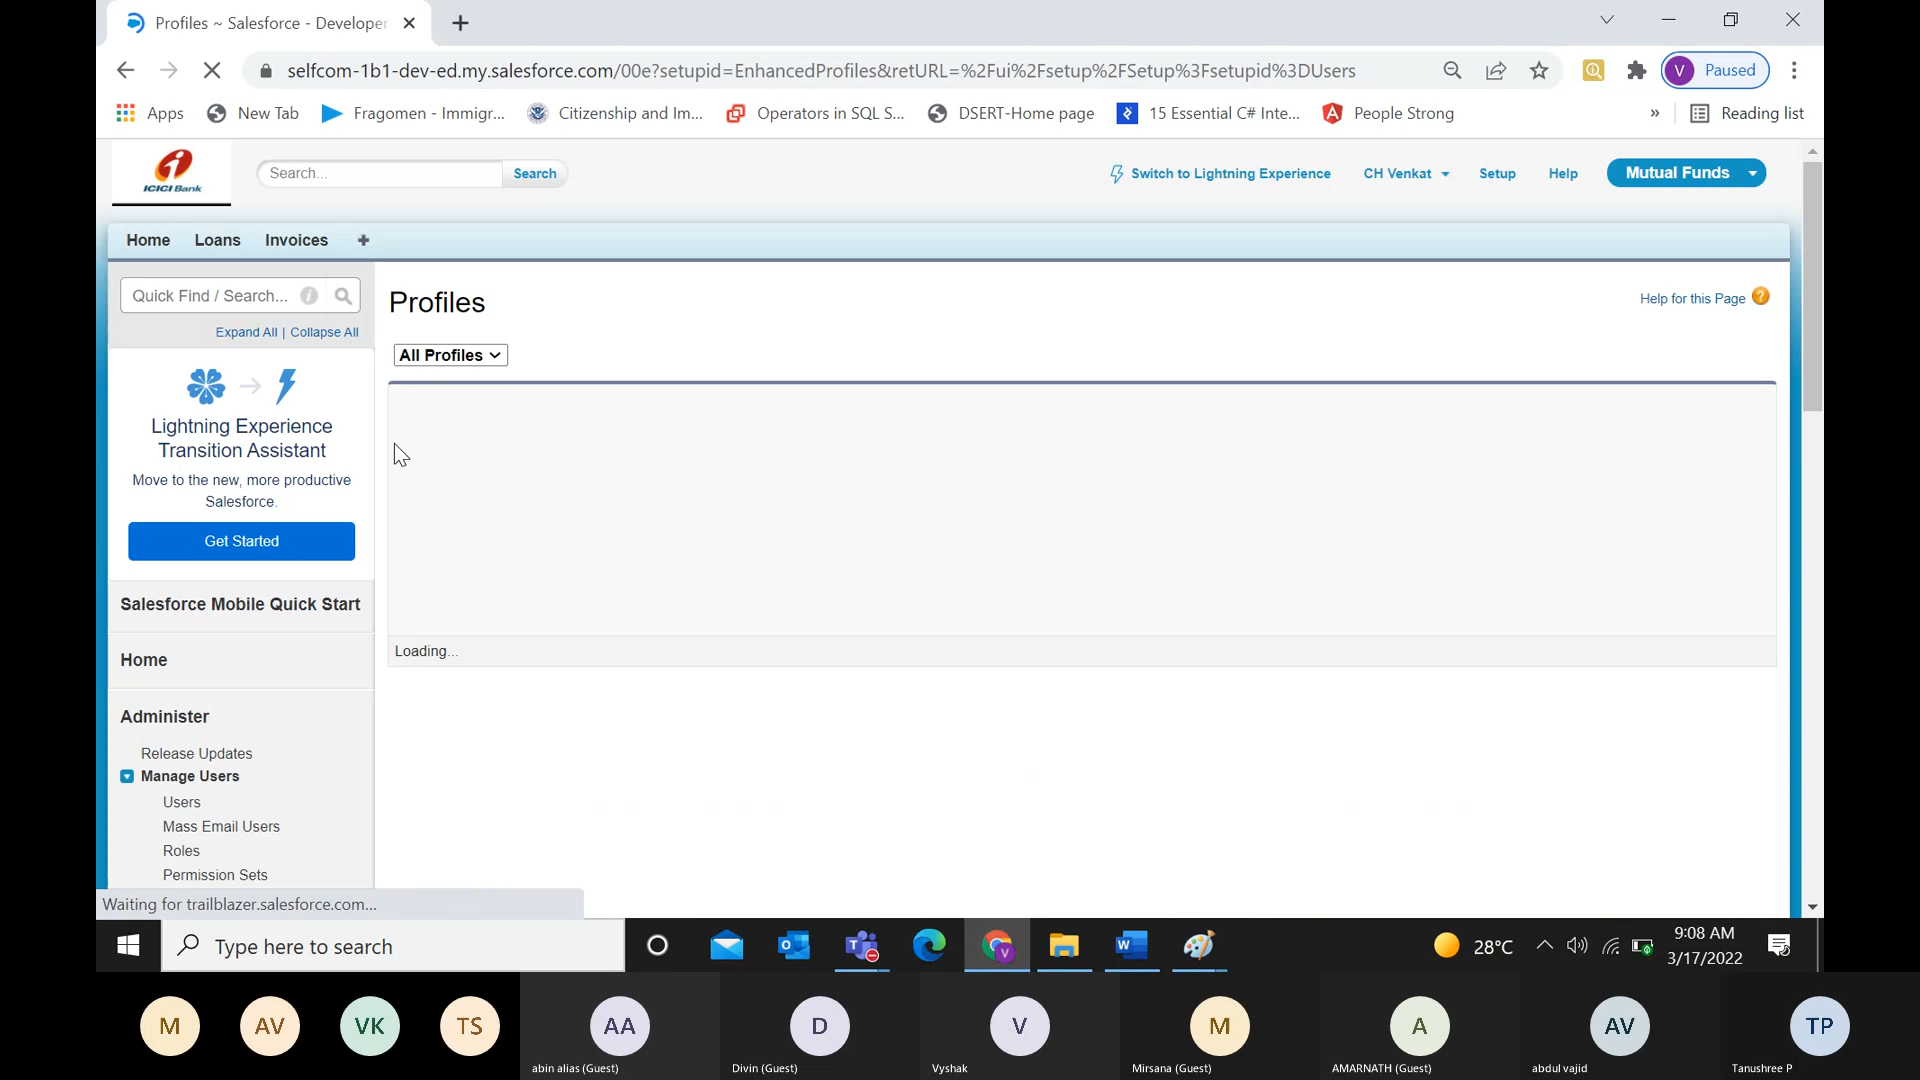 Profiles ~ Salesforce - Developer
selfcom-1b1-dev-ed.my.salesforce.com/00e?setupid=EnhancedProfiles&retURL=%2Fui%2Fsetup%2FSetup%3Fsetupid%3DUsers
V Paused
Apps New Tab Fragomen - Immigr... Citizenship and Im... Operators in SQL S... DSERT-Home page 15 Essential C# Inte... People Strong » Reading list
ICICI Bank
Search... Search
Switch to Lightning Experience CH Venkat Setup Help Mutual Funds
Home Loans Invoices +
Quick Find / Search...
Expand All | Collapse All
Lightning Experience
Transition Assistant
Move to the new, more productive
Salesforce.
Get Started
Salesforce Mobile Quick Start
Home
Administer
Release Updates
Manage Users
Users
Mass Email Users
Roles
Permission Sets
Profiles
Help for this Page ?
All Profiles
Loading...
Waiting for trailblazer.salesforce.com...
Type here to search
28°C
9:08 AM
3/17/2022
M AV VK TS AA D V M A AV TP
abin alias (Guest) Divin (Guest) Vyshak Mirsana (Guest) AMARNATH (Guest) abdul vajid Tanushree P